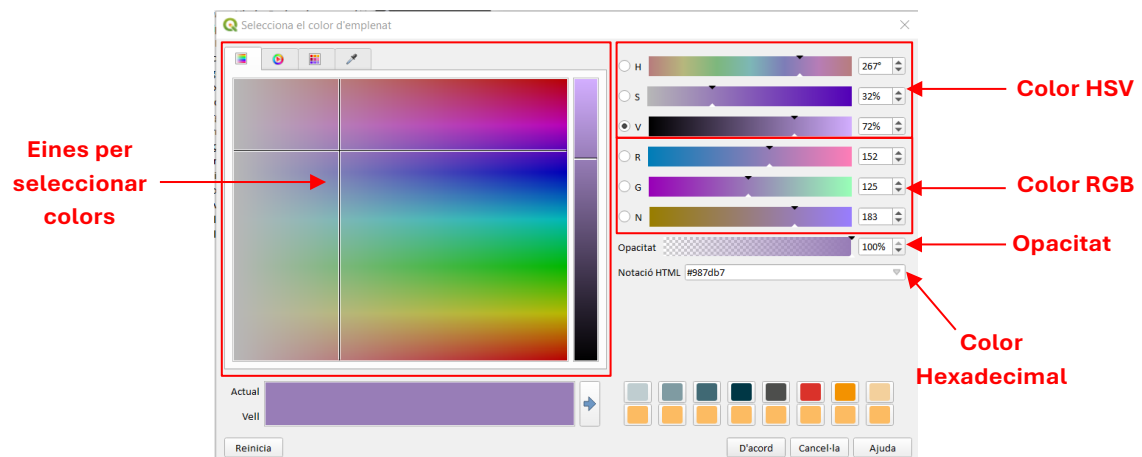 Selecciona el color d'emplenat
H 267°
S 32%
V 72%
Color HSV
R 152
G 125
N 183
Color RGB
Eines per
seleccionar
colors
Opacitat 100%
Opacitat
Notació HTML #987db7
Color
Hexadecimal
Actual
Vell
Reinicia
D'acord Cancel·la Ajuda